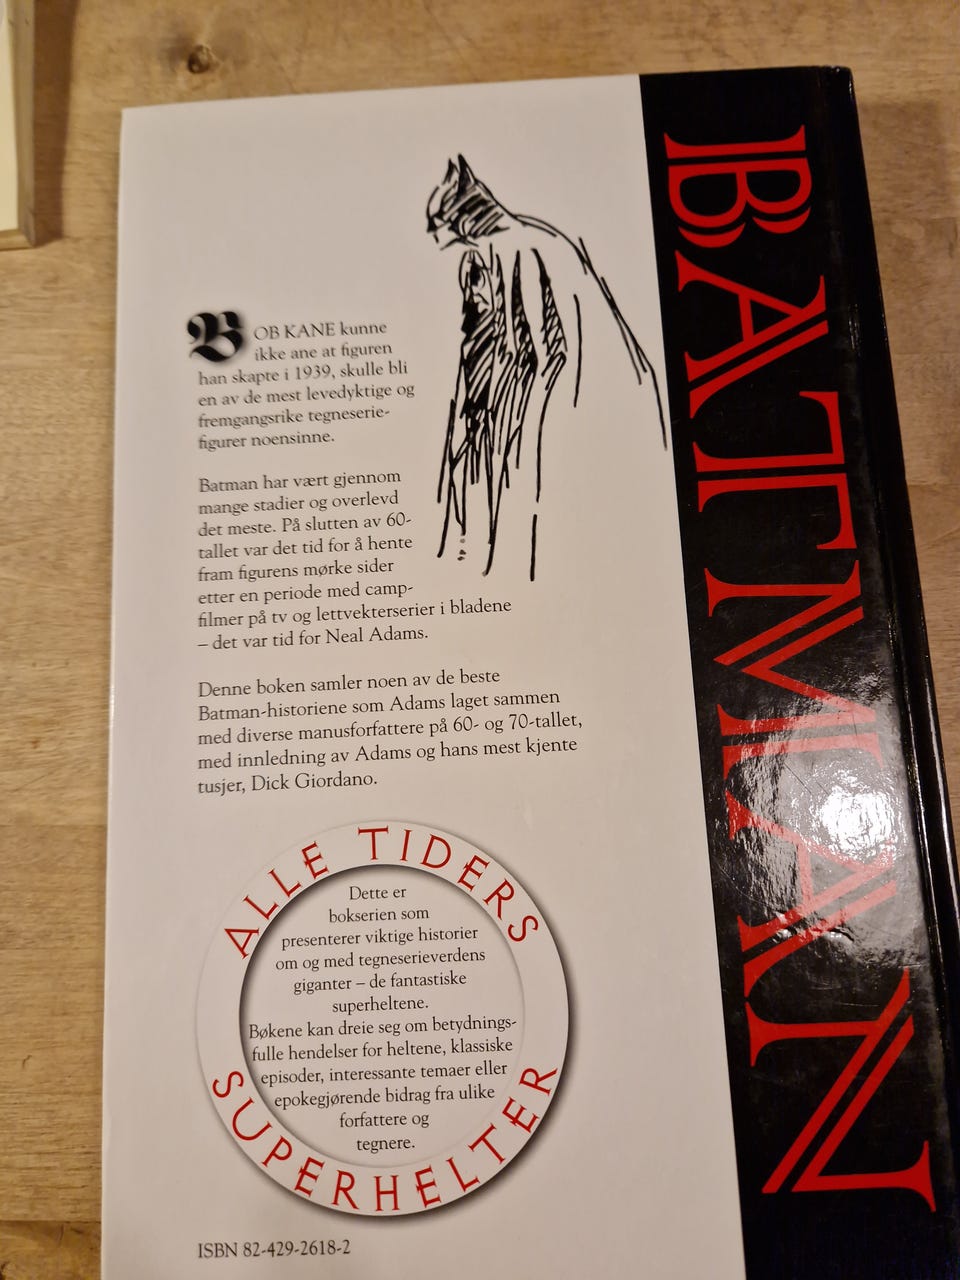 BOB KANE kunne
ikke ane at figuren
han skapte i 1939, skulle bli
en av de mest levedyktige og
fremgangsrike tegneserie-
figurer noensinne.
Batman har vært gjennom
mange stadier og overlevd
det meste. På slutten av 60-
tallet var det tid for å hente
fram figurens mørke sider
etter en periode med camp-
filmer på tv og lettvekterserier i bladene
– det var tid for Neal Adams.
Denne boken samler noen av de beste
Batman-historiene som Adams laget sammen
med diverse manusforfattere på 60- og 70-tallet,
med innledning av Adams og hans mest kjente
tusjer, Dick Giordano.
ALLE TIDERS
Dette er
bokserien som
presenterer viktige historier
om og med tegneserieverdens
giganter – de fantastiske
superheltene.
Bøkene kan dreie seg om betydnings-
fulle hendelser for heltene, klassiske
episoder, interessante temaer eller
epokegjørende bidrag fra ulike
forfattere og
tegnere.
SUPERHELTER
ISBN 82-429-2618-2
BATMAN